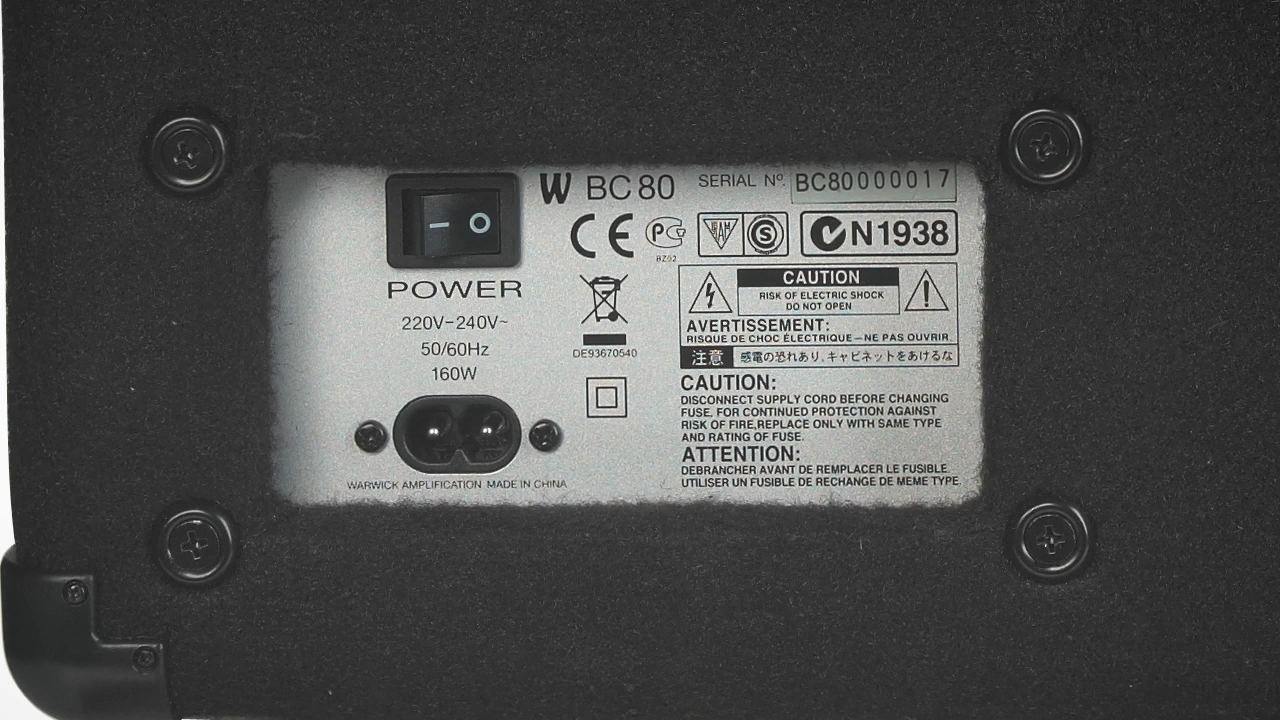 W BC 80 SERIAL Nº. BC80000017
CE PG UEAM S N1938
BZ02
POWER
220V-240V~
50/60Hz
160W
DE93670540
WARWICK AMPLIFICATION MADE IN CHINA
CAUTION
RISK OF ELECTRIC SHOCK
DO NOT OPEN
AVERTISSEMENT:
RISQUE DE CHOC ÉLECTRIQUE-NE PAS OUVRIR.
注意 感電の恐れあり,キャビネットをあけるな
CAUTION:
DISCONNECT SUPPLY CORD BEFORE CHANGING
FUSE. FOR CONTINUED PROTECTION AGAINST
RISK OF FIRE,REPLACE ONLY WITH SAME TYPE
AND RATING OF FUSE.
ATTENTION:
DEBRANCHER AVANT DE REMPLACER LE FUSIBLE.
UTILISER UN FUSIBLE DE RECHANGE DE MEME TYPE.